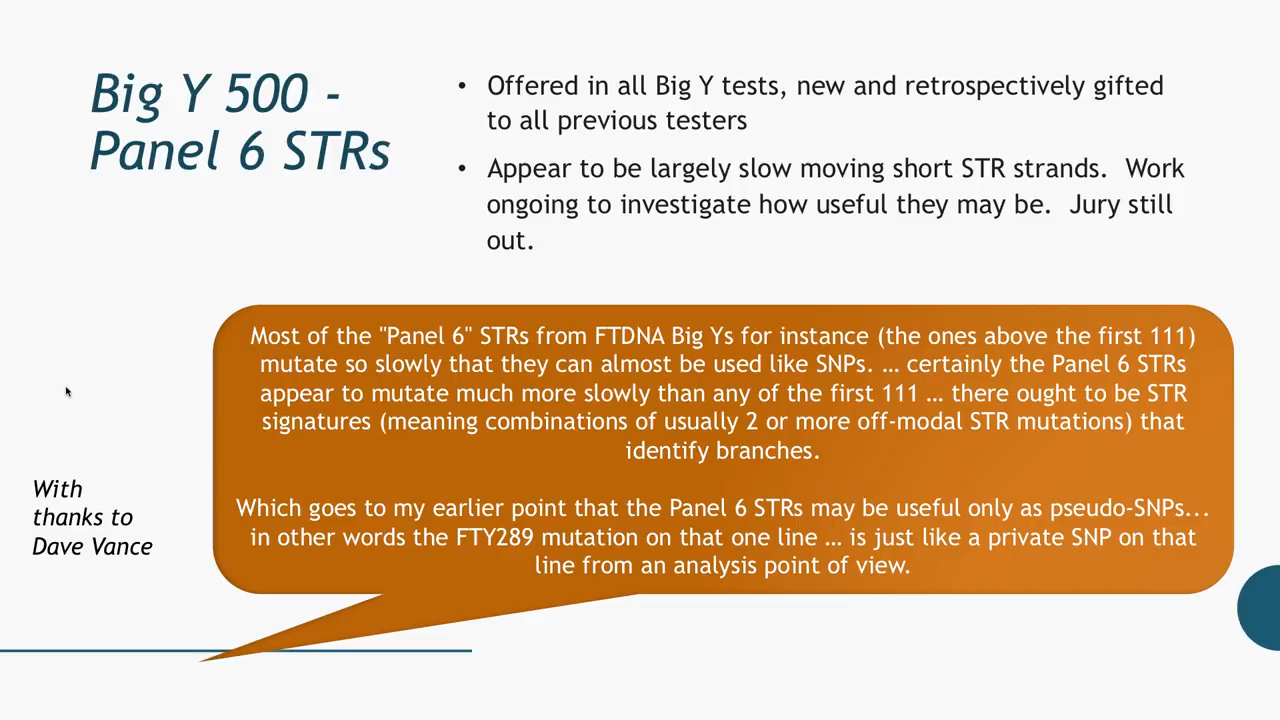 Big Y 500 -
Panel 6 STRs
• Offered in all Big Y tests, new and retrospectively gifted
to all previous testers
• Appear to be largely slow moving short STR strands.  Work
ongoing to investigate how useful they may be.  Jury still
out.
Most of the "Panel 6" STRs from FTDNA Big Ys for instance (the ones above the first 111)
mutate so slowly that they can almost be used like SNPs. … certainly the Panel 6 STRs
appear to mutate much more slowly than any of the first 111 … there ought to be STR
signatures (meaning combinations of usually 2 or more off-modal STR mutations) that
identify branches.
Which goes to my earlier point that the Panel 6 STRs may be useful only as pseudo-SNPs...
in other words the FTY289 mutation on that one line … is just like a private SNP on that
line from an analysis point of view.
With
thanks to
Dave Vance